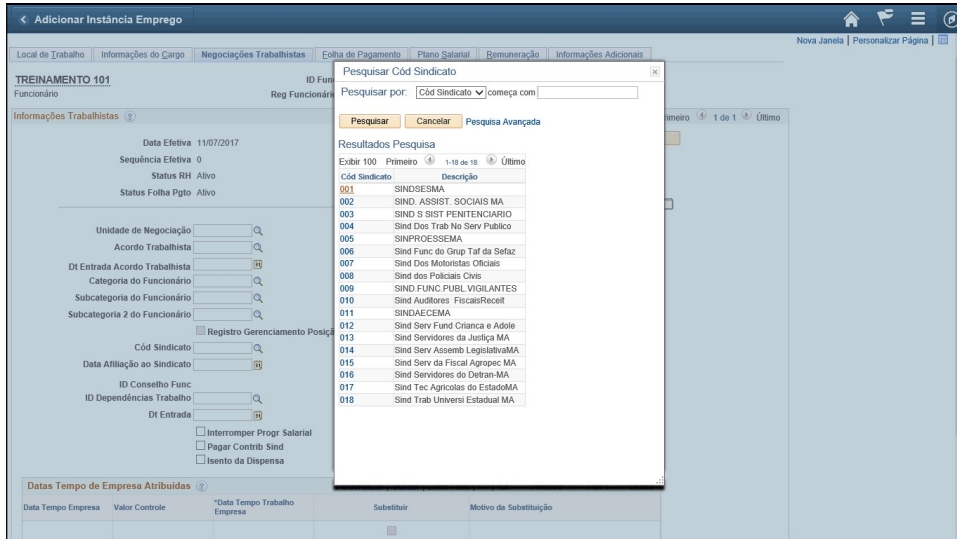 Adicionar Instância Emprego
Nova Janela | Personalizar Página |
Local de Trabalho Informações do Cargo Negociações Trabalhistas Folha de Pagamento Plano Salarial Remuneração Informações Adicionais
TREINAMENTO 101
Funcionário
Informações Trabalhistas
1 de 1 Último
Data Efetiva 11/07/2017
Sequência Efetiva 0
Status RH Ativo
Status Folha Pgto Ativo
Unidade de Negociação
Acordo Trabalhista
Dt Entrada Acordo Trabalhista
Categoria do Funcionário
Subcategoria do Funcionário
Subcategoria 2 do Funcionário
Registro Gerenciamento
Cód Sindicato
Data Afiliação ao Sindicato
ID Conselho Func
ID Dependências Trabalho
Dt Entrada
Interromper Progr Salarial
Pagar Contrib Sind
Isento da Dispensa
Datas Tempo de Empresa Atribuídas
Data Tempo Empresa Valor Controle *Data Tempo Trabalho Empresa Substituir Motivo da Substituição
Pesquisar Cód Sindicato
Pesquisar por: Cód Sindicato começa com
Pesquisar Cancelar Pesquisa Avançada
Resultados Pesquisa
Exibir 100 Primeiro 1-18 de 18 Último
Cód Sindicato Descrição
001 SINDSESMA
002 SIND. ASSIST. SOCIAIS MA
003 SIND S SIST PENITENCIARIO
004 Sind Dos Trab No Serv Publico
005 SINPROESSEMA
006 Sind Func do Grup Taf da Sefaz
007 Sind Dos Motoristas Oficiais
008 Sind dos Policiais Civis
009 SIND.FUNC.PUBL.VIGILANTES
010 Sind Auditores FiscaisReceit
011 SINDAECEMA
012 Sind Serv Fund Crianca e Adole
013 Sind Servidores da Justiça MA
014 Sind Serv Assemb LegislativaMA
015 Sind Serv da Fiscal Agropec MA
016 Sind Servidores do Detran-MA
017 Sind Tec Agricolas do EstadoMA
018 Sind Trab Universi Estadual MA